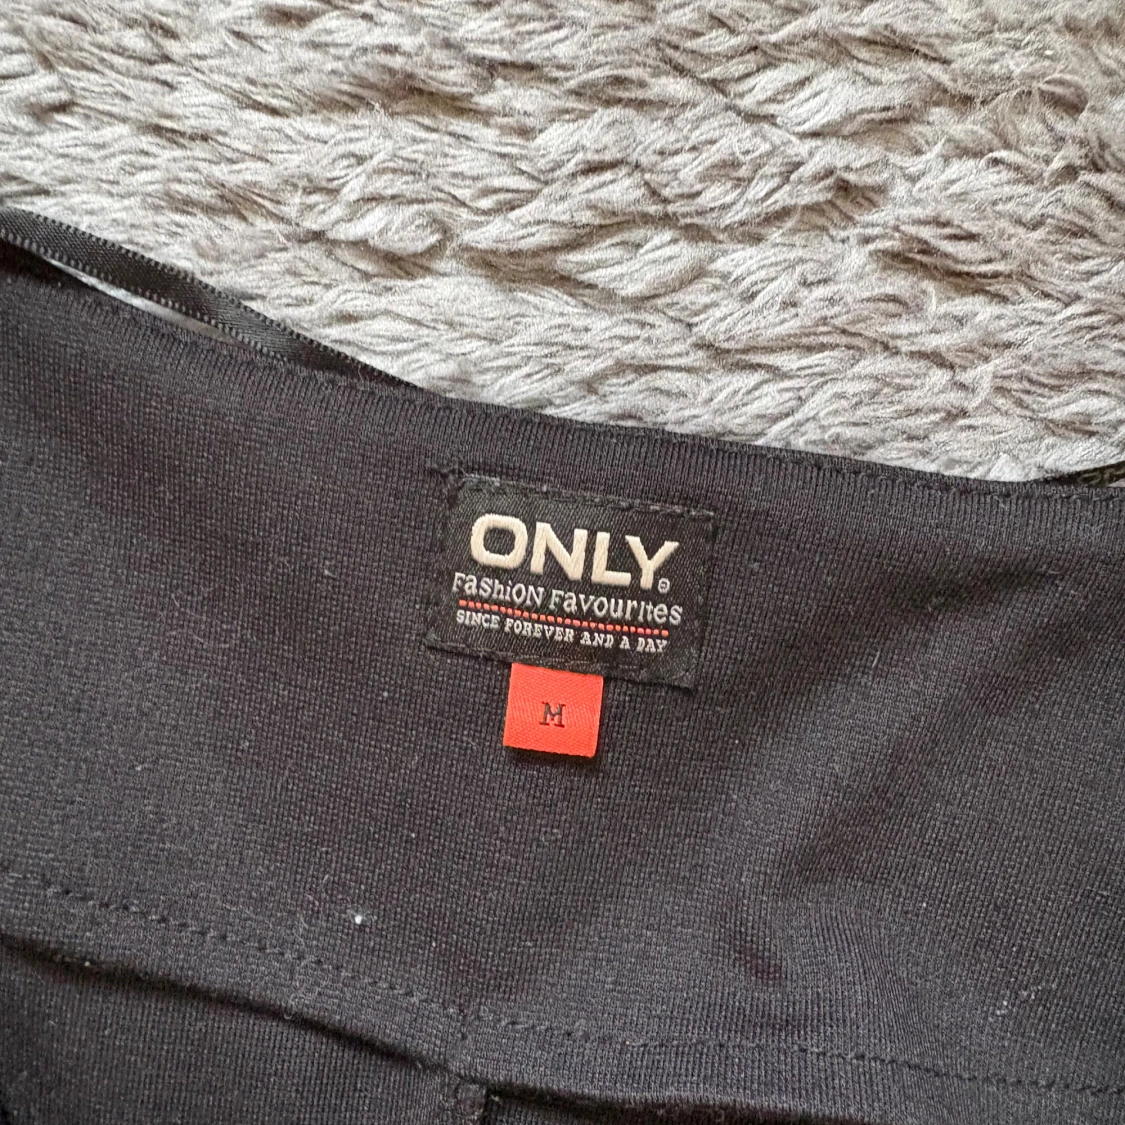 ONLY®
Fashion Favourites
SINCE FOREVER AND A DAY
M